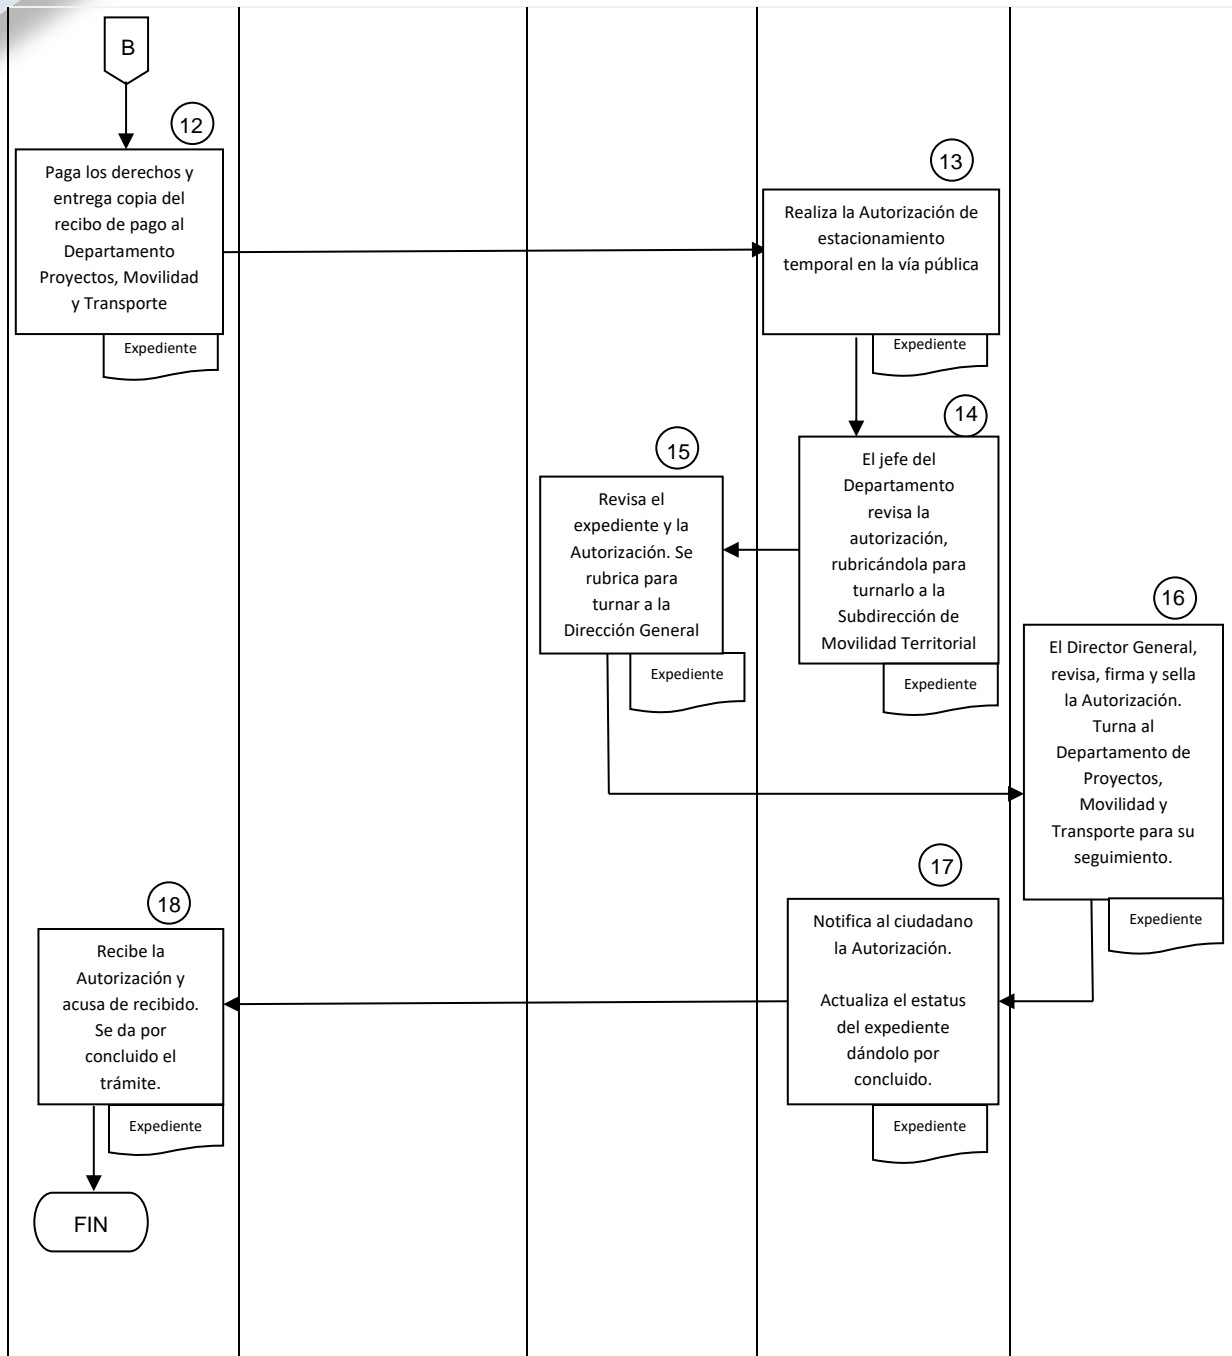 B
12
Paga los derechos y
entrega copia del
recibo de pago al
Departamento
Proyectos, Movilidad
y Transporte
Expediente
13
Realiza la Autorización de
estacionamiento
temporal en la vía pública
Expediente
14
El jefe del
Departamento
revisa la
autorización,
rubricándola para
turnarlo a la
Subdirección de
Movilidad Territorial
Expediente
15
Revisa el
expediente y la
Autorización. Se
rubrica para
turnar a la
Dirección General
Expediente
16
El Director General,
revisa, firma y sella
la Autorización.
Turna al
Departamento de
Proyectos,
Movilidad y
Transporte para su
seguimiento.
Expediente
17
Notifica al ciudadano
la Autorización.
Actualiza el estatus
del expediente
dándolo por
concluido.
Expediente
18
Recibe la
Autorización y
acusa de recibido.
Se da por
concluido el
trámite.
Expediente
FIN